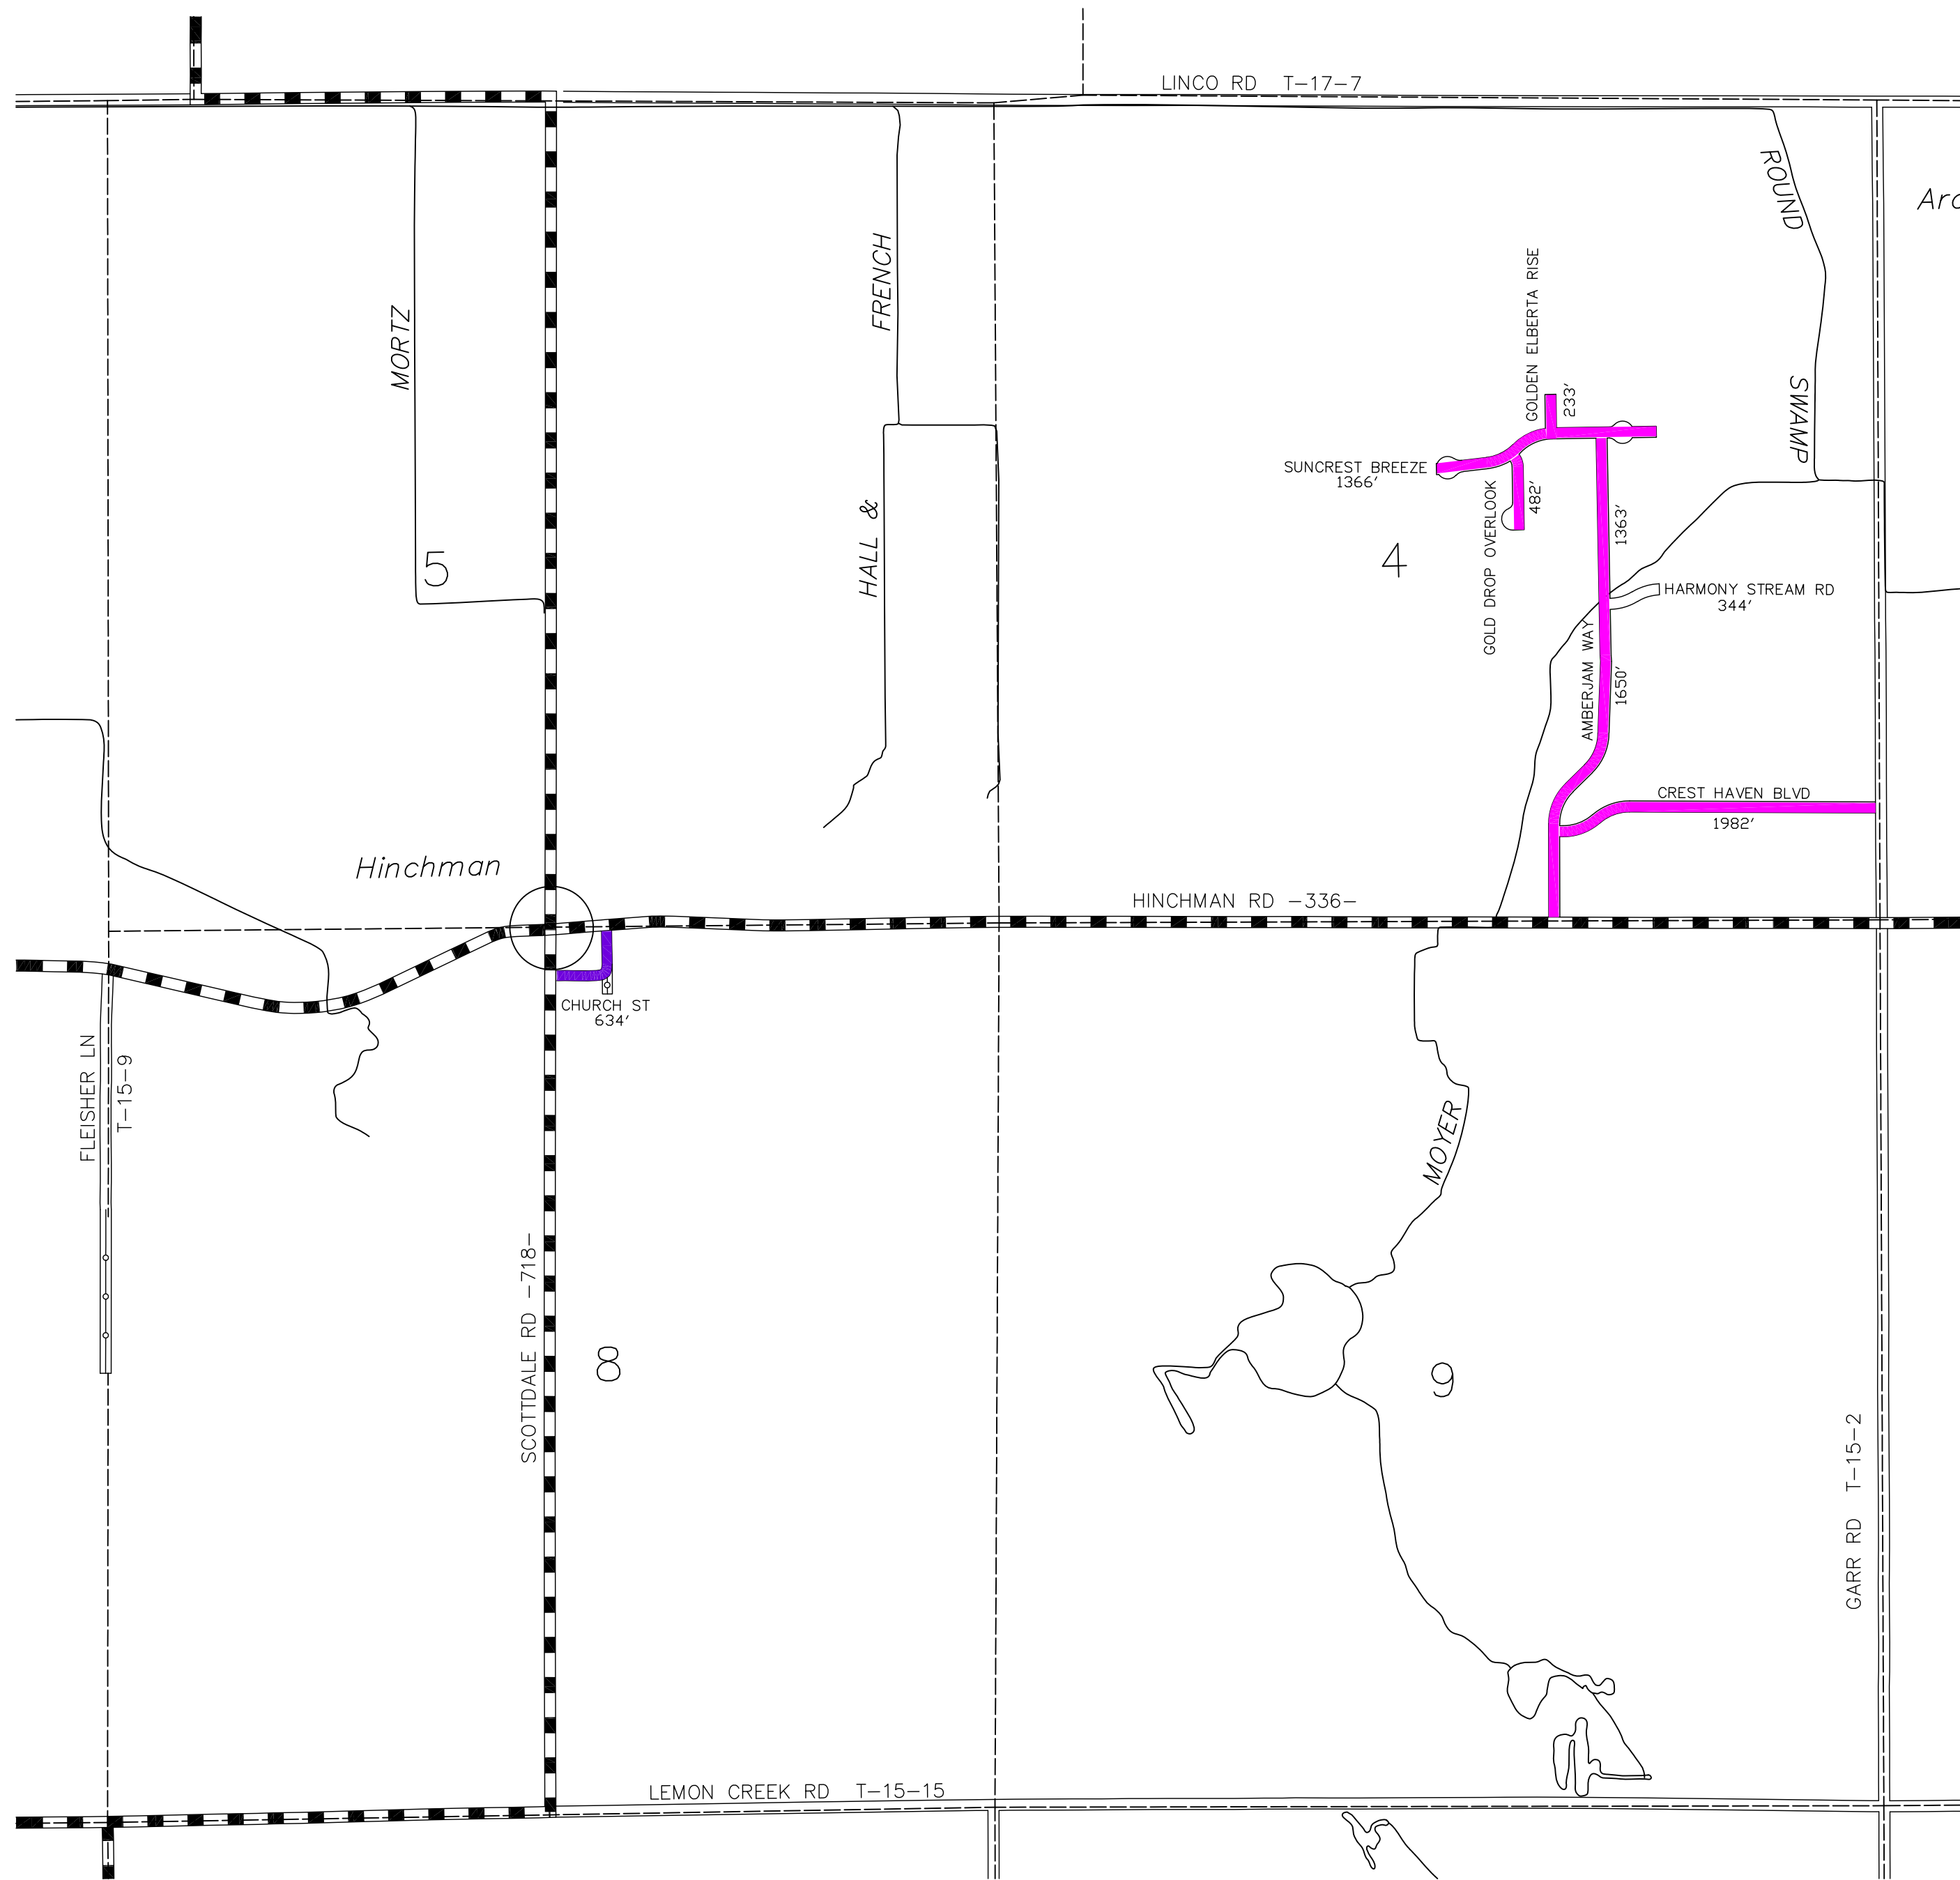 LINCO RD T-17-7
ROUND
Arc
FRENCH
MORTZ
GOLDEN ELBERTA RISE
233'
SWAMP
SUNCREST BREEZE
1366'
GOLD DROP OVERLOOK
482'
1363'
HALL &
5
4
HARMONY STREAM RD
344'
AMBERJAM WAY
1650'
CREST HAVEN BLVD
1982'
Hinchman
HINCHMAN RD -336-
CHURCH ST
634'
FLEISHER LN
T-15-9
MOYER
SCOTTDALE RD -718-
8
9
GARR RD T-15-2
LEMON CREEK RD T-15-15